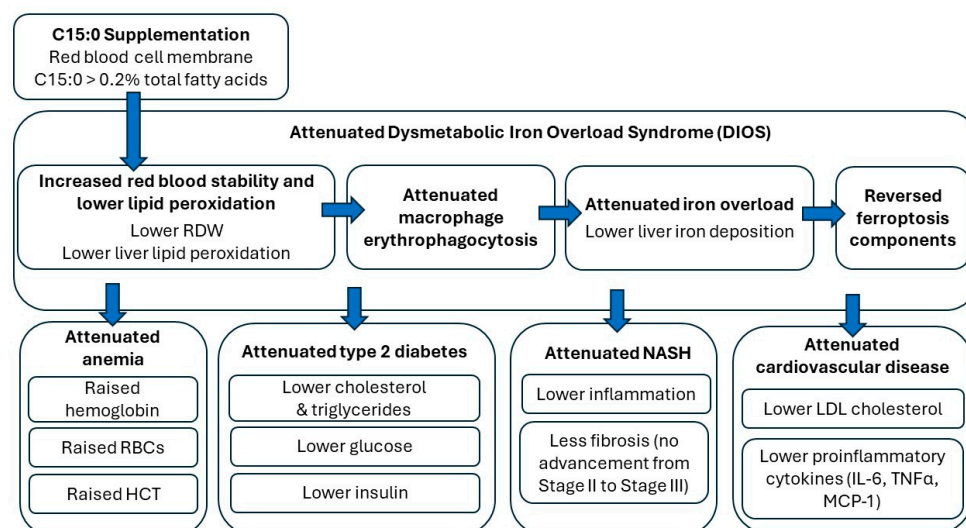 C15:0 Supplementation
Red blood cell membrane
C15:0 > 0.2% total fatty acids
Attenuated Dysmetabolic Iron Overload Syndrome (DIOS)
Increased red blood stability and
lower lipid peroxidation
Lower RDW
Lower liver lipid peroxidation
Attenuated
macrophage
erythrophagocytosis
Attenuated iron overload
Lower liver iron deposition
Reversed
ferroptosis
components
Attenuated
anemia
Raised
hemoglobin
Raised RBCs
Raised HCT
Attenuated type 2 diabetes
Lower cholesterol
& triglycerides
Lower glucose
Lower insulin
Attenuated NASH
Lower inflammation
Less fibrosis (no
advancement from
Stage II to Stage III)
Attenuated
cardiovascular disease
Lower LDL cholesterol
Lower proinflammatory
cytokines (IL-6, TNFα,
MCP-1)